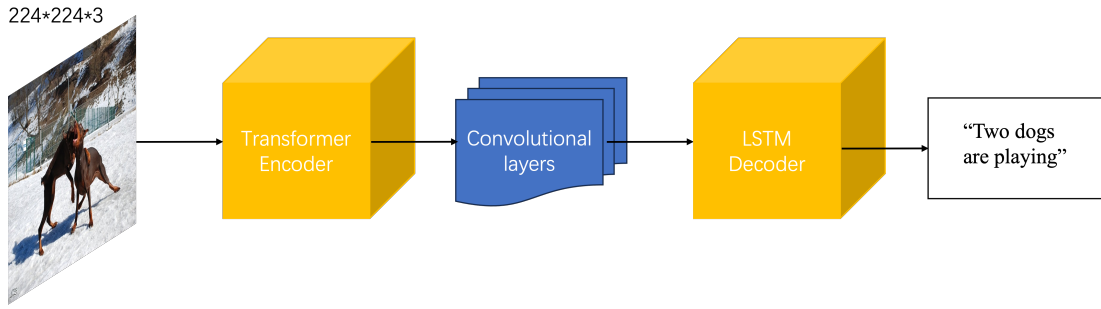 224*224*3
Transformer
Encoder
Convolutional
layers
LSTM
Decoder
“Two dogs
are playing”